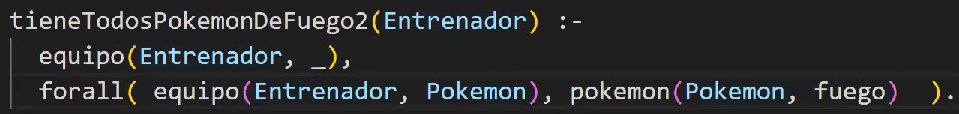 tieneTodosPokemonDeFuego2(Entrenador) :-
equipo(Entrenador, _),
forall( equipo(Entrenador, Pokemon), pokemon(Pokemon, fuego)  ).